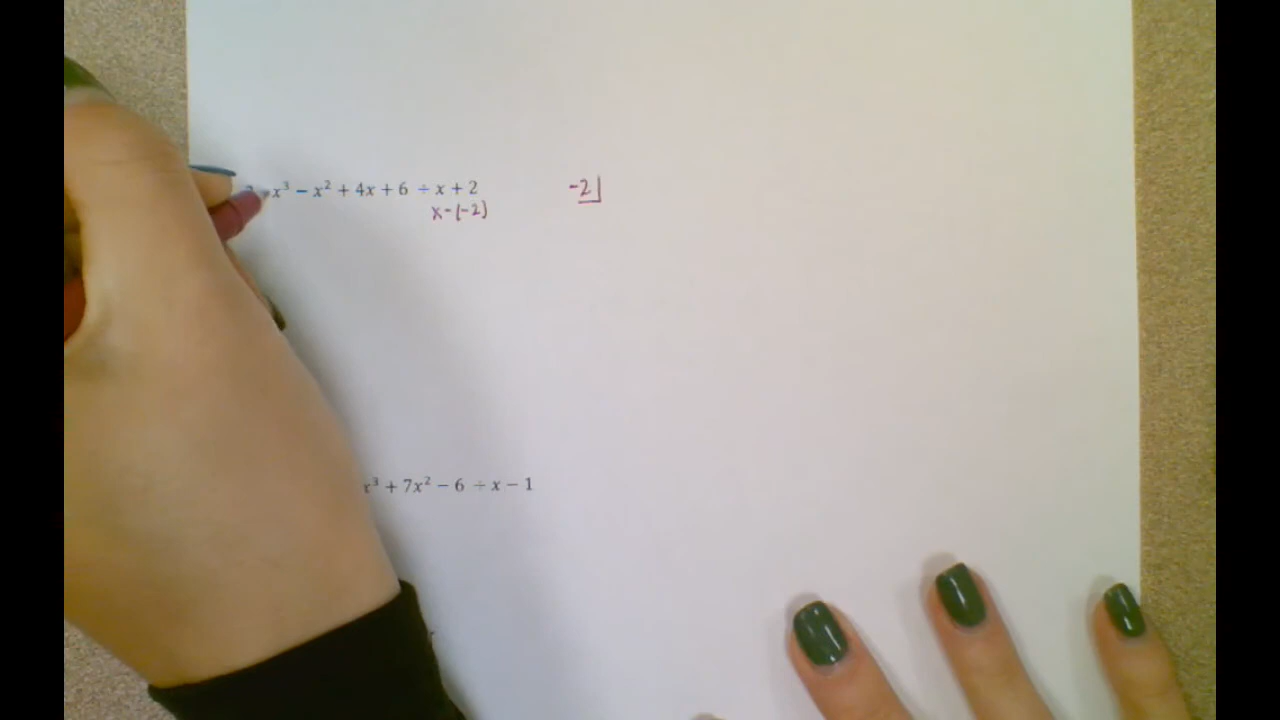 x³ − x² + 4x + 6 ÷ x + 2 -2
x-(-2)
x³ + 7x² − 6 ÷ x − 1